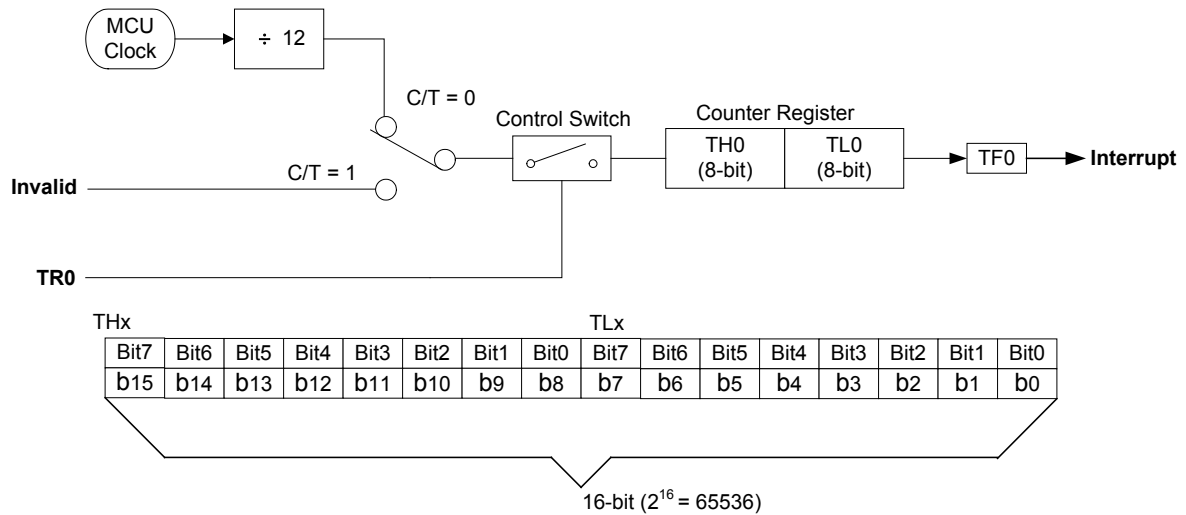 MCU
Clock
÷ 12
C/T = 0
Control Switch
Counter Register
TH0
(8-bit)
TL0
(8-bit)
TF0
Interrupt
C/T = 1
Invalid
TR0
THx
TLx
Bit7 Bit6 Bit5 Bit4 Bit3 Bit2 Bit1 Bit0 Bit7 Bit6 Bit5 Bit4 Bit3 Bit2 Bit1 Bit0
b15 b14 b13 b12 b11 b10 b9 b8 b7 b6 b5 b4 b3 b2 b1 b0
16-bit (2^16 = 65536)